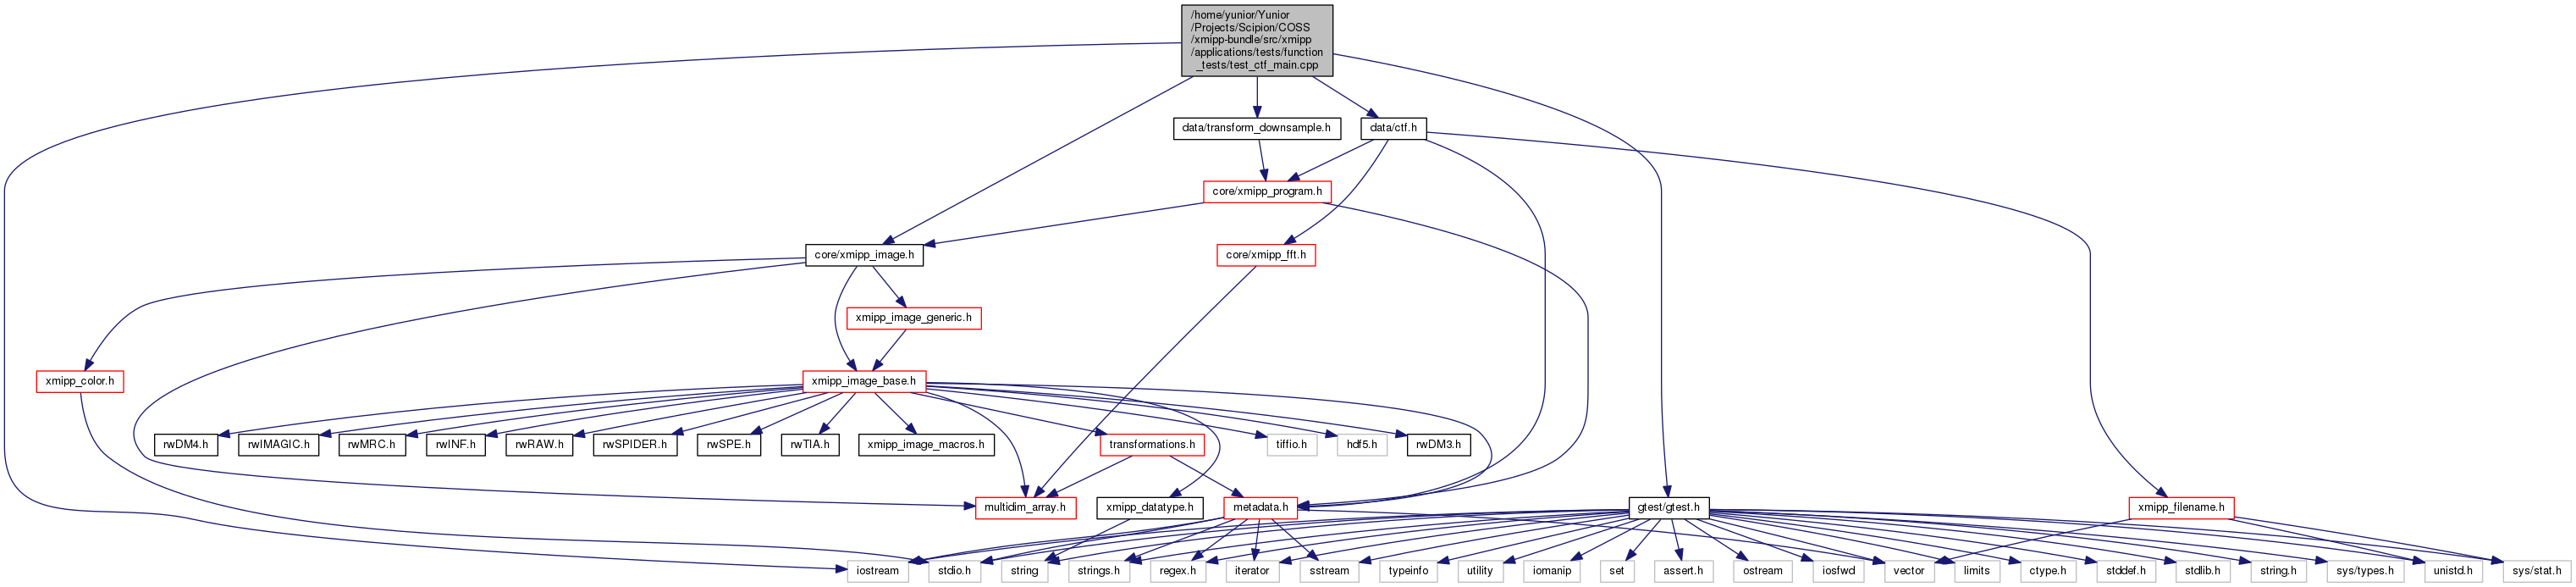 /home/yunior/Yunior
/Projects/Scipion/COSS
/xmipp-bundle/src/xmipp
/applications/tests/function
_tests/test_ctf_main.cpp
data/transform_downsample.h
data/ctf.h
core/xmipp_program.h
core/xmipp_image.h
core/xmipp_fft.h
xmipp_image_generic.h
xmipp_color.h
xmipp_image_base.h
rwDM4.h
rwIMAGIC.h
rwMRC.h
rwINF.h
rwRAW.h
rwSPIDER.h
rwSPE.h
rwTIA.h
xmipp_image_macros.h
transformations.h
tiffio.h
hdf5.h
rwDM3.h
multidim_array.h
xmipp_datatype.h
metadata.h
gtest/gtest.h
xmipp_filename.h
iostream
stdio.h
string
strings.h
regex.h
iterator
sstream
typeinfo
utility
iomanip
set
assert.h
ostream
iosfwd
vector
limits
ctype.h
stddef.h
stdlib.h
string.h
sys/types.h
unistd.h
sys/stat.h